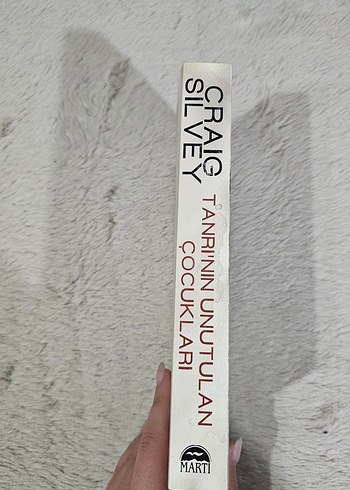 CRAIG
SILVEY
TANRI'NIN UNUTULAN
ÇOCUKLARI
MARTI